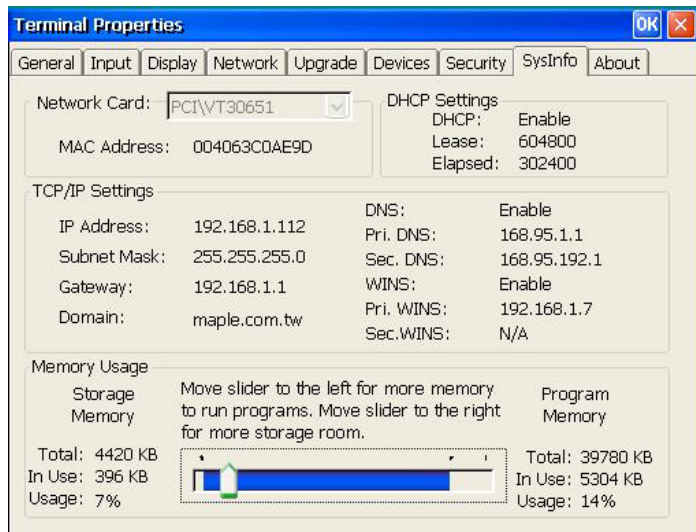 Terminal Properties OK
General Input Display Network Upgrade Devices Security SysInfo About
Network Card: PCI\VT30651
MAC Address: 004063C0AE9D
DHCP Settings
DHCP: Enable
Lease: 604800
Elapsed: 302400
TCP/IP Settings
IP Address: 192.168.1.112
Subnet Mask: 255.255.255.0
Gateway: 192.168.1.1
Domain: maple.com.tw
DNS: Enable
Pri. DNS: 168.95.1.1
Sec. DNS: 168.95.192.1
WINS: Enable
Pri. WINS: 192.168.1.7
Sec.WINS: N/A
Memory Usage
Storage
Memory
Total: 4420 KB
In Use: 396 KB
Usage: 7%
Move slider to the left for more memory
to run programs. Move slider to the right
for more storage room.
Program
Memory
Total: 39780 KB
In Use: 5304 KB
Usage: 14%